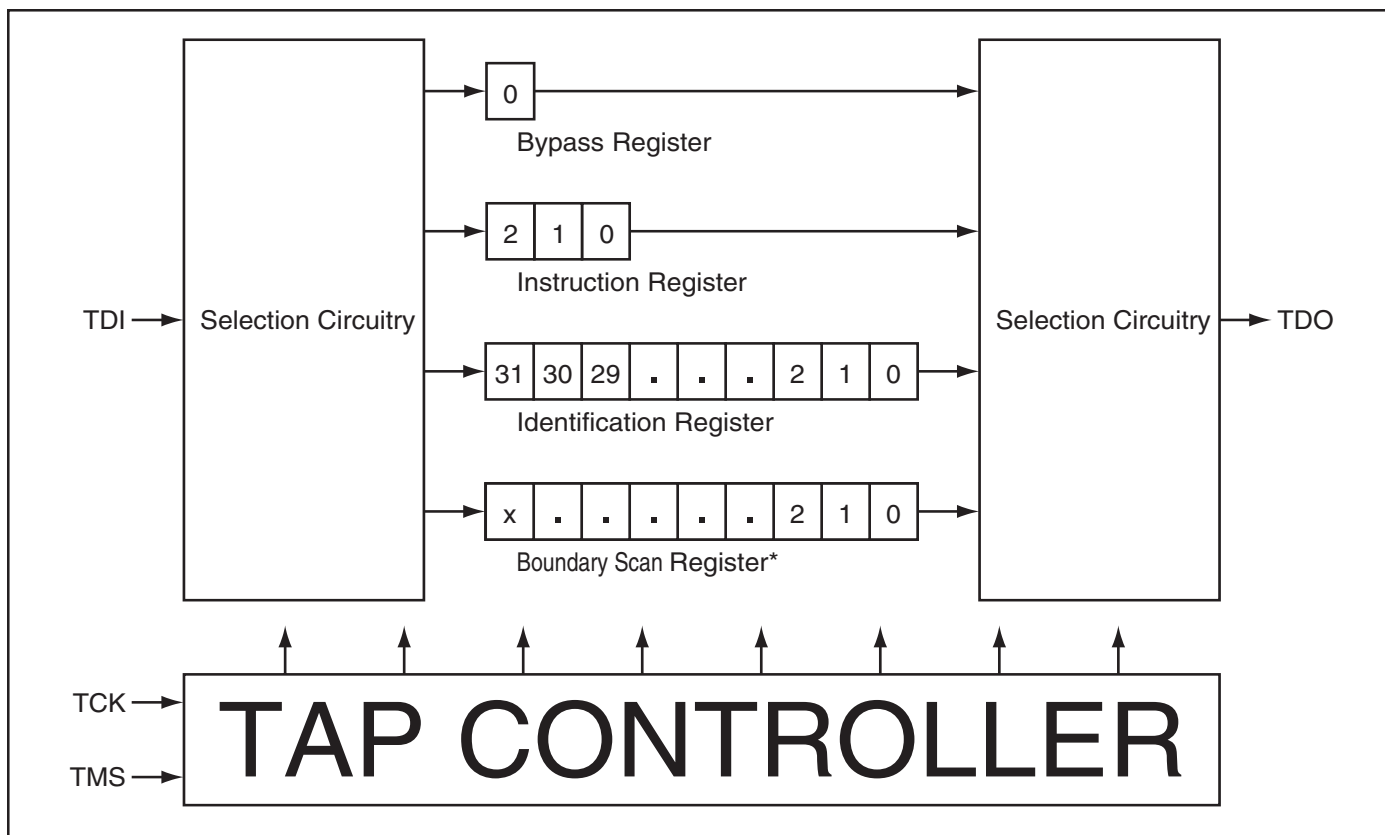 0
Bypass Register
2 1 0
Instruction Register
TDI Selection Circuitry Selection Circuitry TDO
31 30 29 . . . 2 1 0
Identification Register
x . . . . . 2 1 0
Boundary Scan Register*
TCK
TAP CONTROLLER
TMS